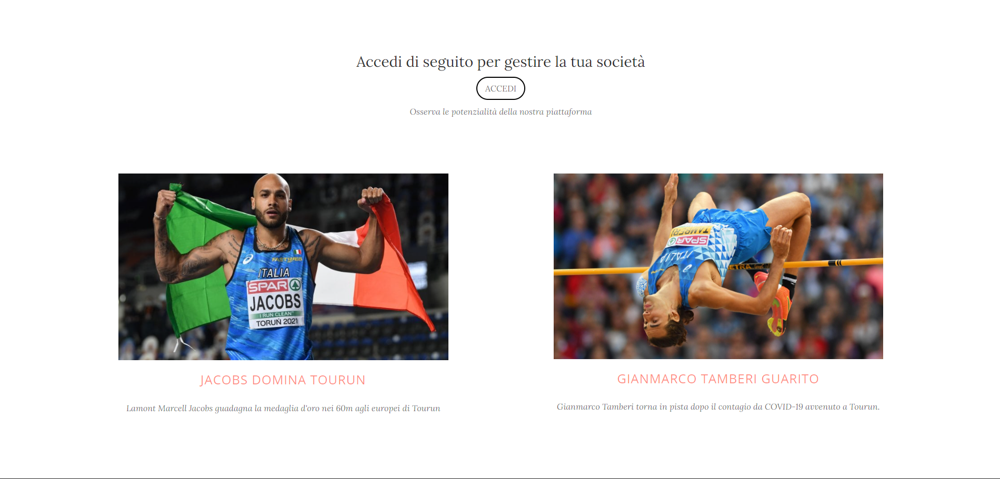 Accedi di seguito per gestire la tua società
ACCEDI
Osserva le potenzialità della nostra piattaforma
FASTWEB
ITALIA
SPAR
JACOBS
I RUN CLEAN™
TORUŃ 2021
TAMBERI
SPAR
ITALIA
JACOBS DOMINA TOURUN
GIANMARCO TAMBERI GUARITO
Lamont Marcell Jacobs guadagna la medaglia d'oro nei 60m agli europei di Tourun
Gianmarco Tamberi torna in pista dopo il contagio da COVID-19 avvenuto a Tourun.